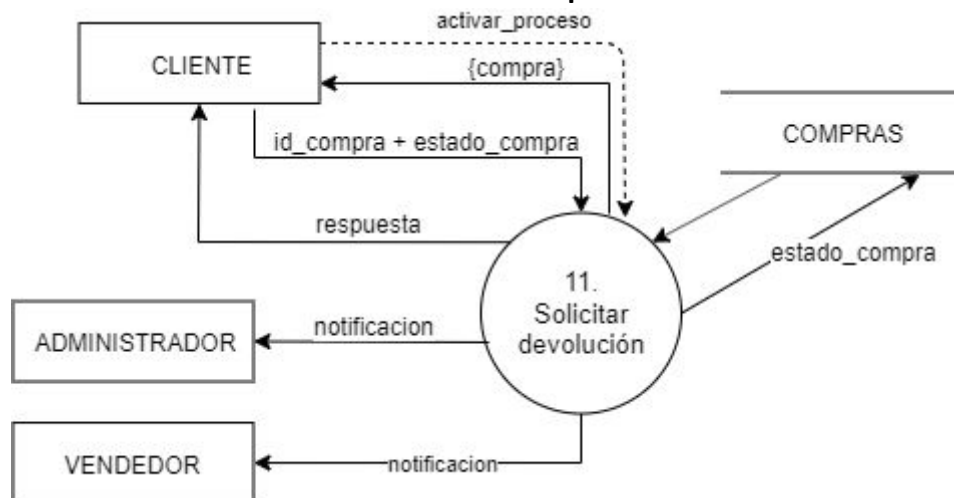 activar_proceso
CLIENTE
{compra}
COMPRAS
id_compra + estado_compra
respuesta
estado_compra
11.
Solicitar
devolución
notificacion
ADMINISTRADOR
VENDEDOR
notificacion